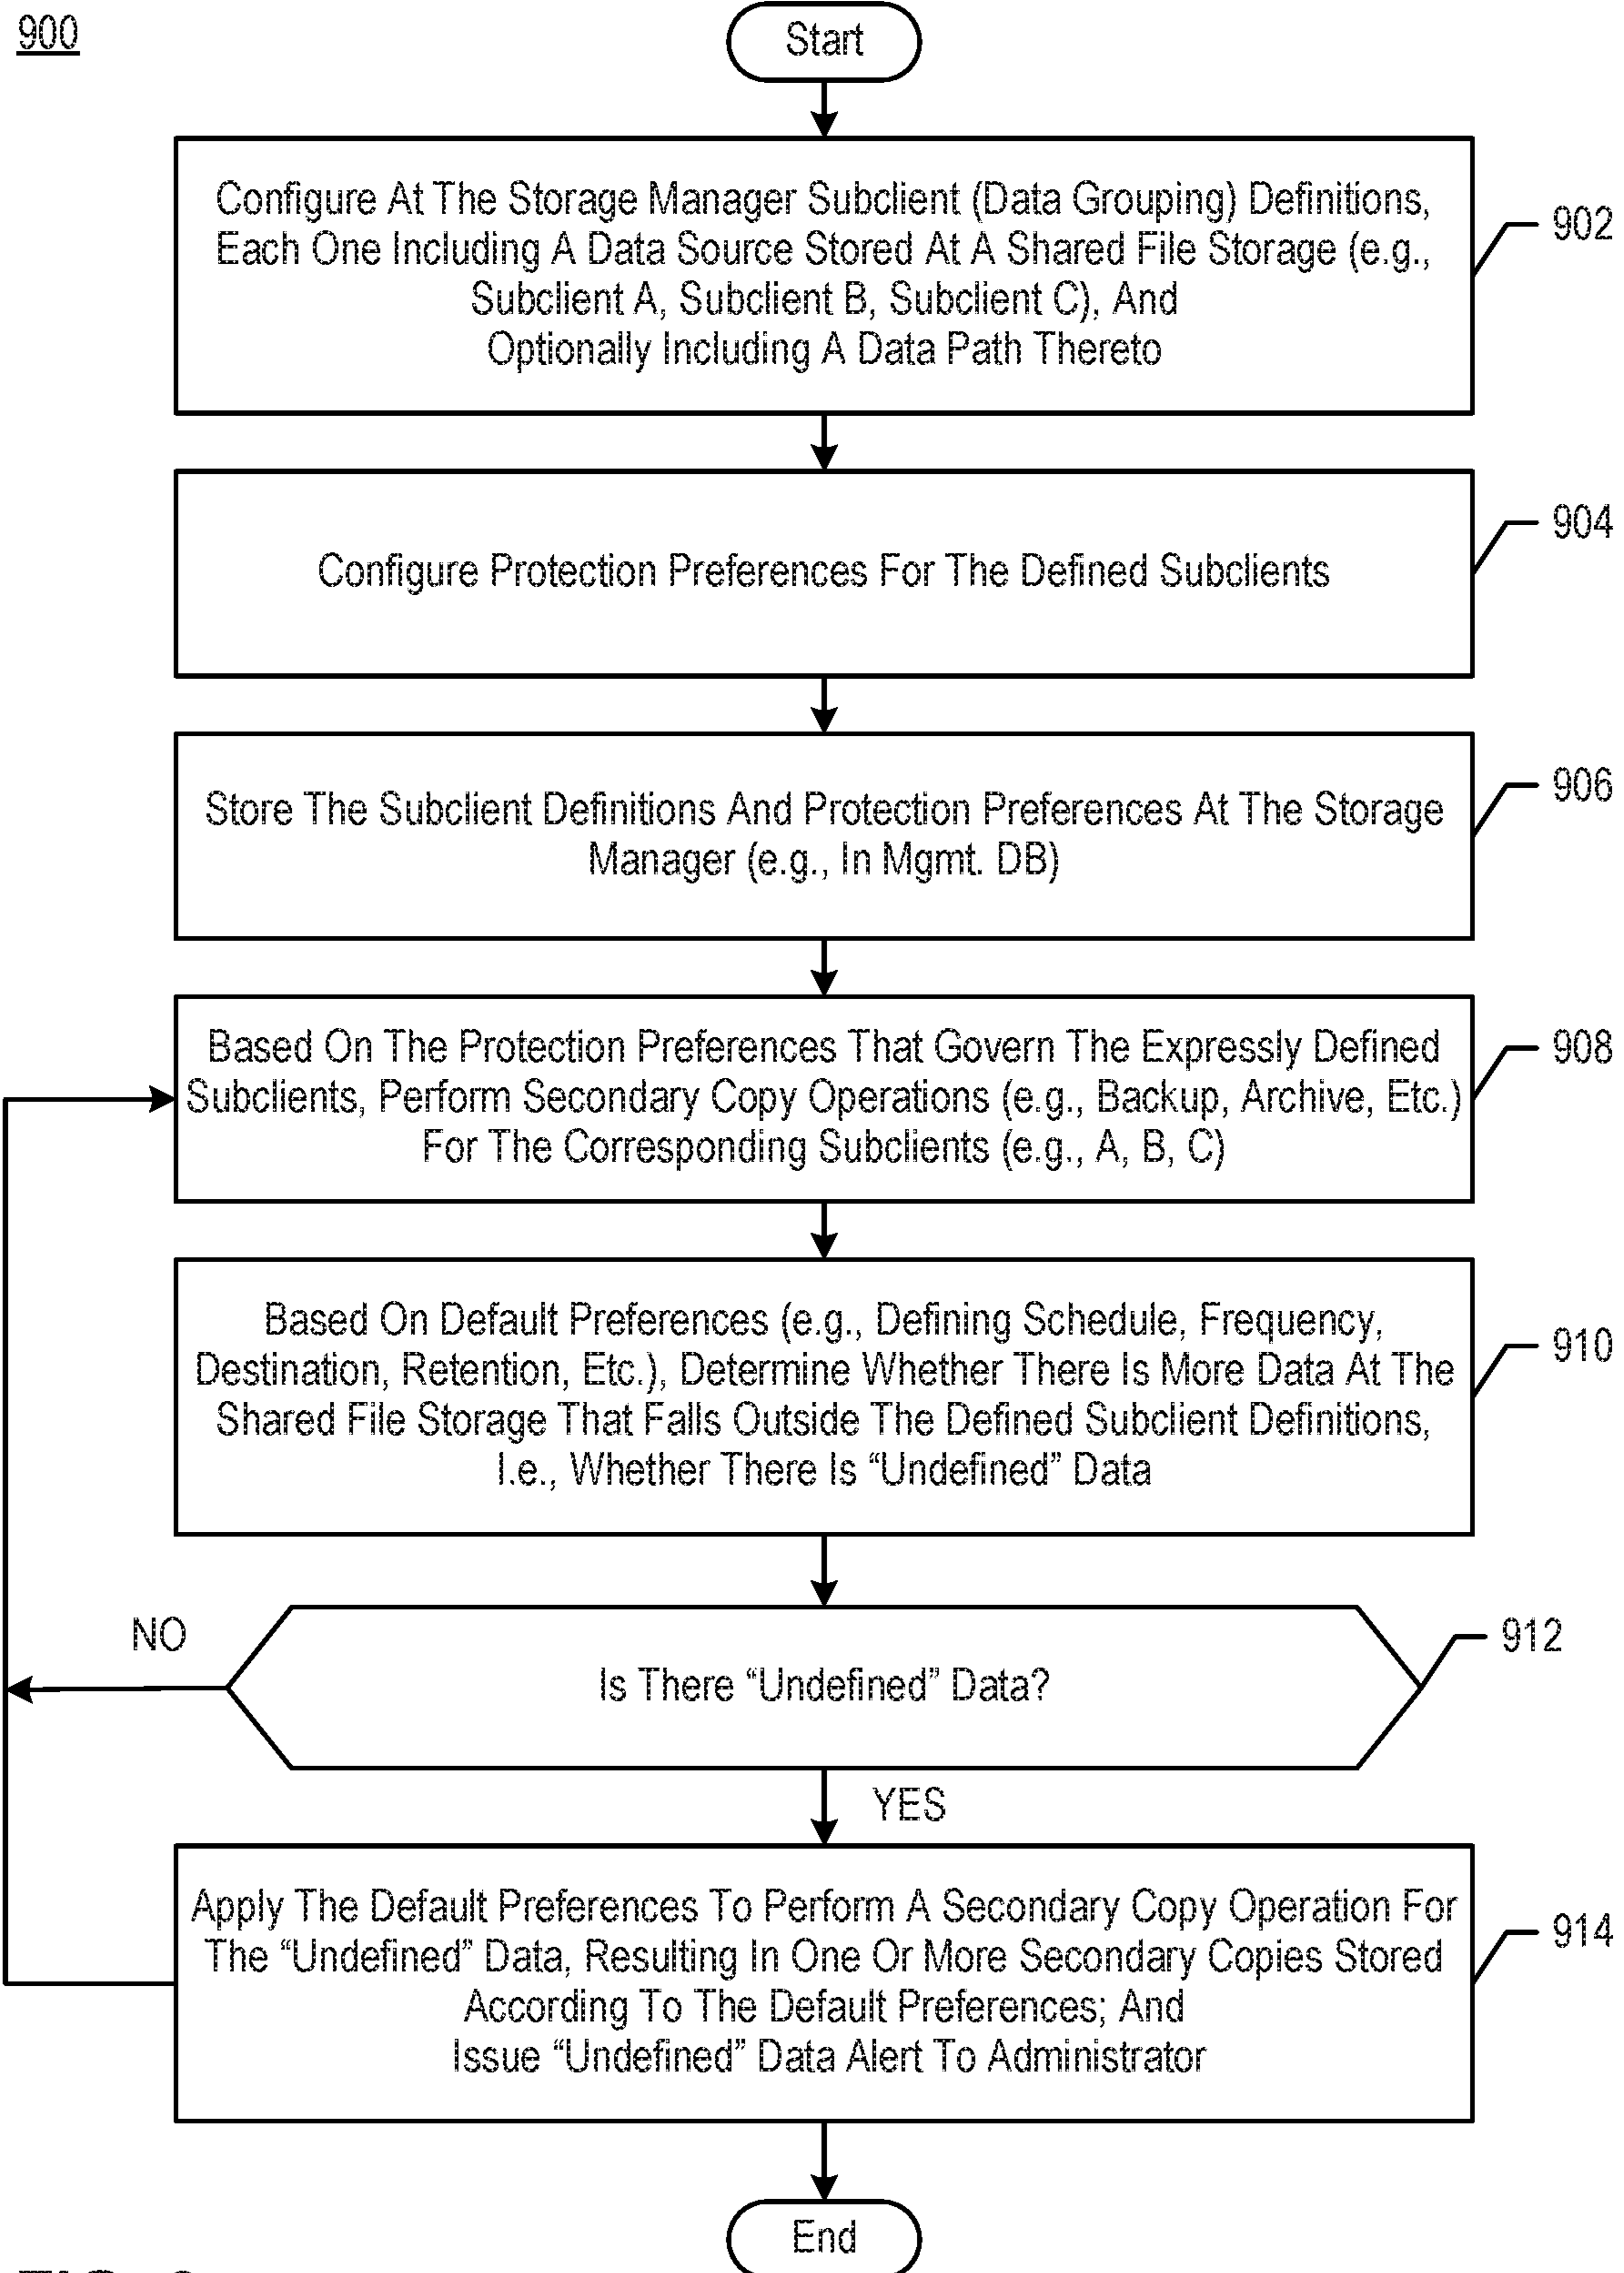 900
Start
Configure At The Storage Manager Subclient (Data Grouping) Definitions,
Each One Including A Data Source Stored At A Shared File Storage (e.g.,
Subclient A, Subclient B, Subclient C), And
Optionally Including A Data Path Thereto
902
Configure Protection Preferences For The Defined Subclients
904
Store The Subclient Definitions And Protection Preferences At The Storage
Manager (e.g., In Mgmt. DB)
906
Based On The Protection Preferences That Govern The Expressly Defined
Subclients, Perform Secondary Copy Operations (e.g., Backup, Archive, Etc.)
For The Corresponding Subclients (e.g., A, B, C)
908
Based On Default Preferences (e.g., Defining Schedule, Frequency,
Destination, Retention, Etc.), Determine Whether There Is More Data At The
Shared File Storage That Falls Outside The Defined Subclient Definitions,
I.e., Whether There Is “Undefined” Data
910
NO
Is There “Undefined” Data?
912
YES
Apply The Default Preferences To Perform A Secondary Copy Operation For
The “Undefined” Data, Resulting In One Or More Secondary Copies Stored
According To The Default Preferences; And
Issue “Undefined” Data Alert To Administrator
914
End